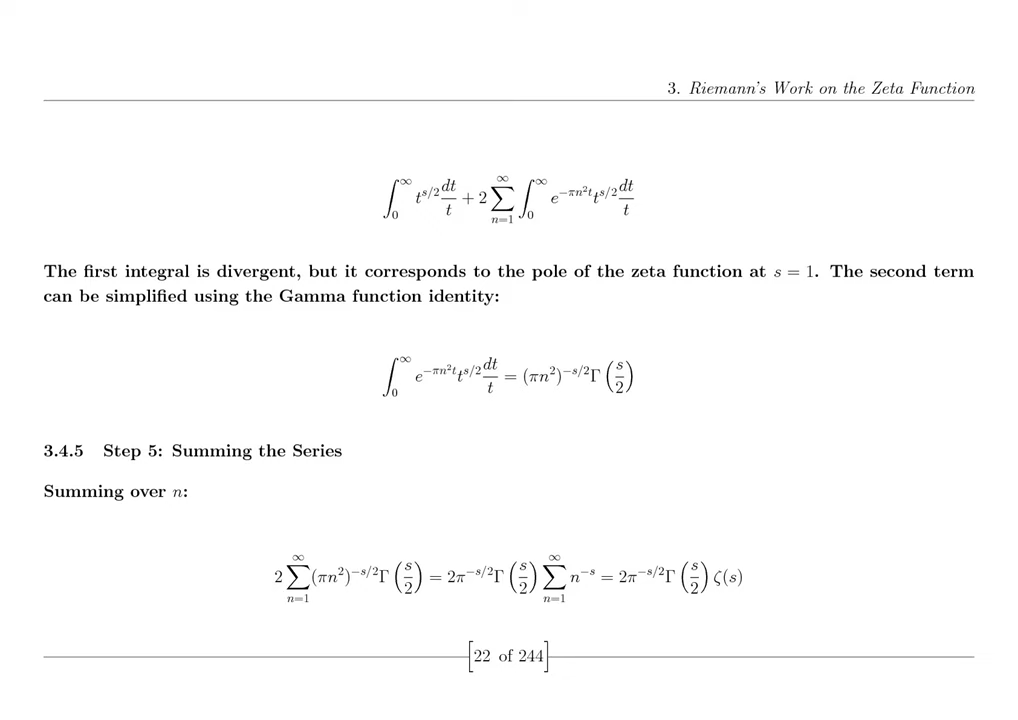 3. Riemann's Work on the Zeta Function
∫₀^∞ t^{s/2} dt/t + 2 ∑_{n=1}^∞ ∫₀^∞ e^{−πn²t} t^{s/2} dt/t
The first integral is divergent, but it corresponds to the pole of the zeta function at s = 1. The second term
can be simplified using the Gamma function identity:
∫₀^∞ e^{−πn²t} t^{s/2} dt/t = (πn²)^{−s/2} Γ(s/2)
3.4.5 Step 5: Summing the Series
Summing over n:
2 ∑_{n=1}^∞ (πn²)^{−s/2} Γ(s/2) = 2π^{−s/2} Γ(s/2) ∑_{n=1}^∞ n^{−s} = 2π^{−s/2} Γ(s/2) ζ(s)
[22 of 244]